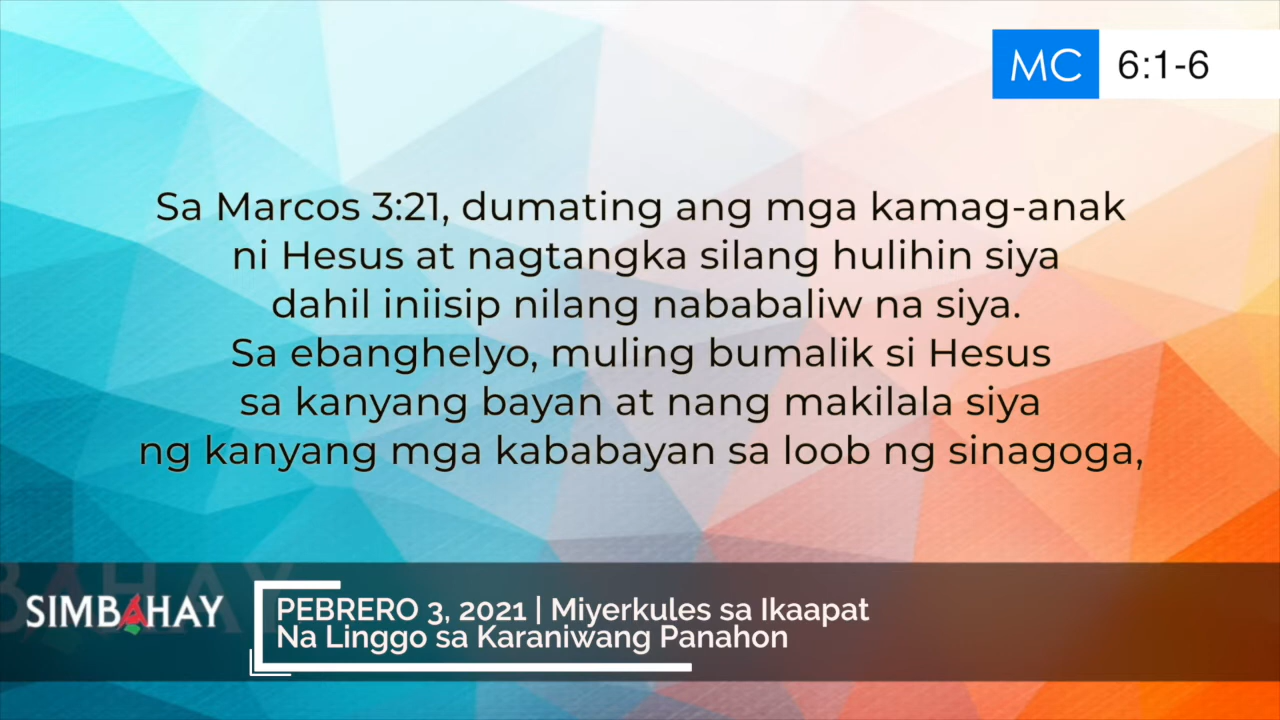 MC 6:1-6
Sa Marcos 3:21, dumating ang mga kamag-anak
ni Hesus at nagtangka silang hulihin siya
dahil iniisip nilang nababaliw na siya.
Sa ebanghelyo, muling bumalik si Hesus
sa kanyang bayan at nang makilala siya
ng kanyang mga kababayan sa loob ng sinagoga,
SIMBAHAY
PEBRERO 3, 2021 | Miyerkules sa Ikaapat
Na Linggo sa Karaniwang Panahon